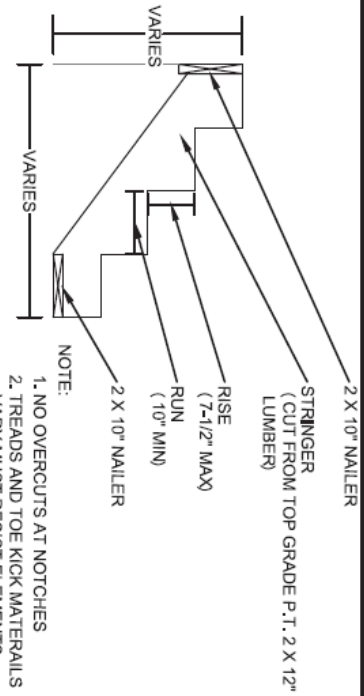 2 X 10" NAILER
STRINGER
( CUT FROM TOP GRADE P.T. 2 X 12"
LUMBER)
RISE
( 7-1/2" MAX)
RUN
( 10" MIN)
2 X 10" NAILER
VARIES
VARIES
NOTE:
1. NO OVERCUTS AT NOTCHES
2. TREADS AND TOE KICK MATERAILS